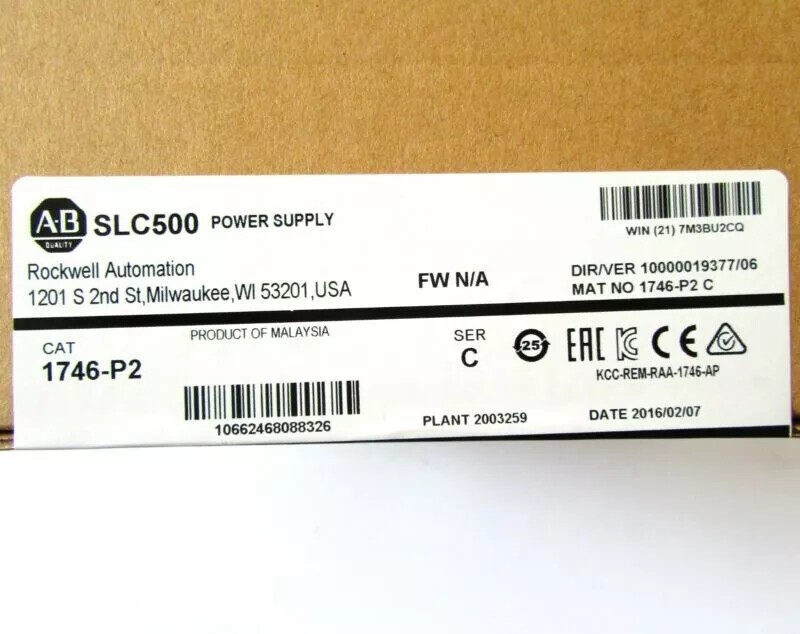 A-B
QUALITY
SLC500 POWER SUPPLY
WIN (21) 7M3BU2CQ
Rockwell Automation
1201 S 2nd St,Milwaukee,WI 53201,USA
FW N/A
DIR/VER 10000019377/06
MAT NO 1746-P2 C
PRODUCT OF MALAYSIA
CAT
1746-P2
SER
C
25
EAC
CE
KCC-REM-RAA-1746-AP
10662468088326
PLANT 2003259
DATE 2016/02/07